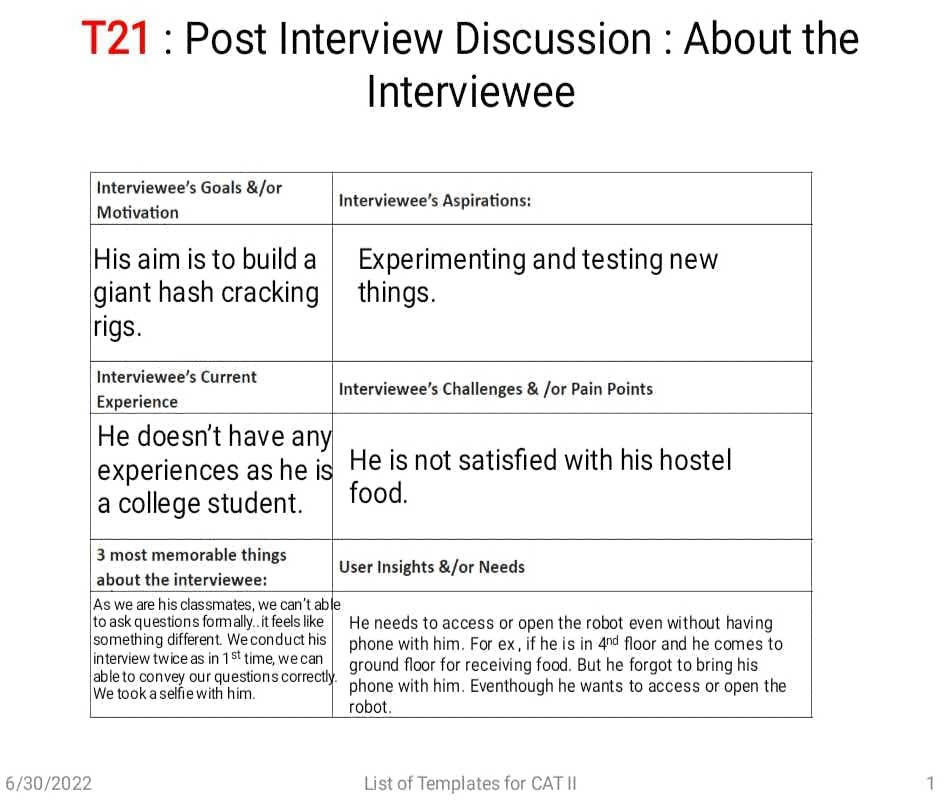 T21 : Post Interview Discussion : About the
Interviewee
Interviewee's Goals &/or
Motivation
Interviewee's Aspirations:
His aim is to build a
giant hash cracking
rigs.
Experimenting and testing new
things.
Interviewee's Current
Experience
Interviewee's Challenges & /or Pain Points
He doesn't have any
experiences as he is
a college student.
He is not satisfied with his hostel
food.
3 most memorable things
about the interviewee:
User Insights &/or Needs
As we are his classmates, we can't able
to ask questions formally..it feels like
something different. We conduct his
interview twice as in 1st time, we can
able to convey our questions correctly.
We took a selfie with him.
He needs to access or open the robot even without having
phone with him. For ex, if he is in 4nd floor and he comes to
ground floor for receiving food. But he forgot to bring his
phone with him. Eventhough he wants to access or open the
robot.
6/30/2022
List of Templates for CAT II
1